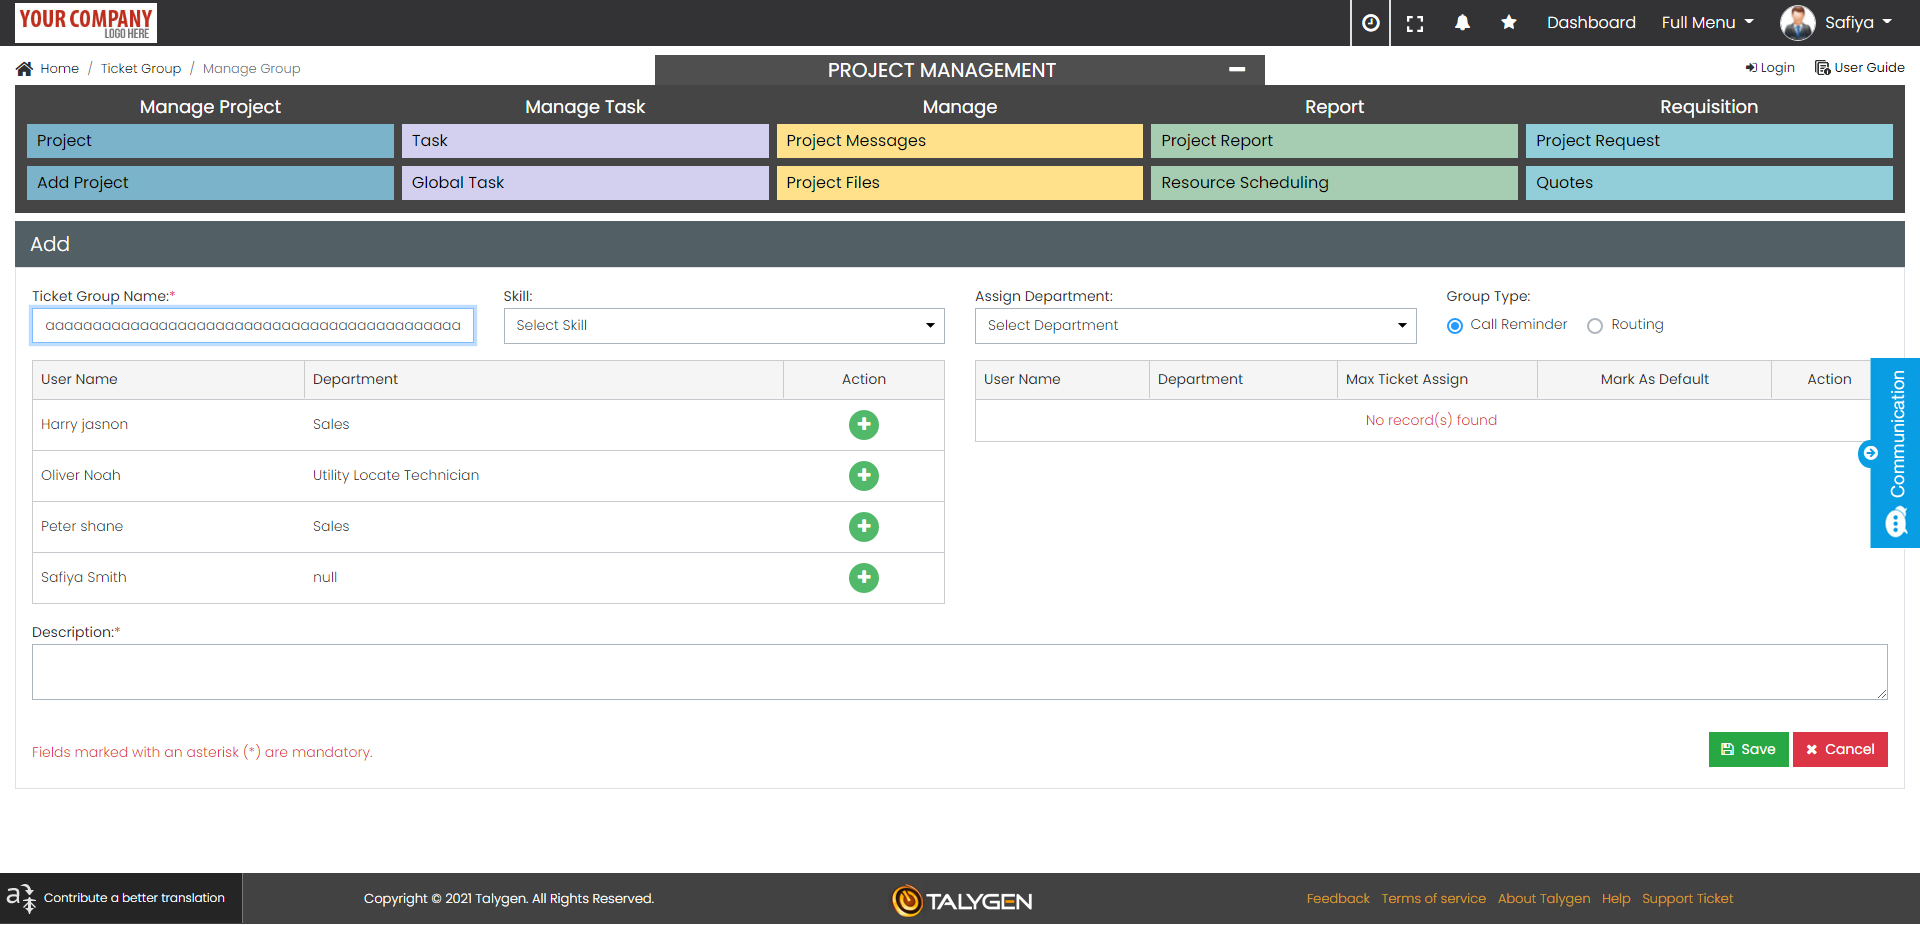 YOUR COMPANY
LOGO HERE
Dashboard
Full Menu
Safiya
Home / Ticket Group / Manage Group
PROJECT MANAGEMENT
Login
User Guide
Manage Project
Manage Task
Manage
Report
Requisition
Project
Task
Project Messages
Project Report
Project Request
Add Project
Global Task
Project Files
Resource Scheduling
Quotes
Add
Ticket Group Name:*
Skill:
Assign Department:
Group Type:
aaaaaaaaaaaaaaaaaaaaaaaaaaaaaaaaaaaaaaaaaaaa
Select Skill
Select Department
Call Reminder
Routing
User Name
Department
Action
Harry jasnon
Sales
Oliver Noah
Utility Locate Technician
Peter shane
Sales
Safiya Smith
null
User Name
Department
Max Ticket Assign
Mark As Default
Action
No record(s) found
Communication
Description:*
Fields marked with an asterisk (*) are mandatory.
Save
Cancel
Contribute a better translation
Copyright © 2021 Talygen. All Rights Reserved.
TALYGEN
Feedback
Terms of service
About Talygen
Help
Support Ticket